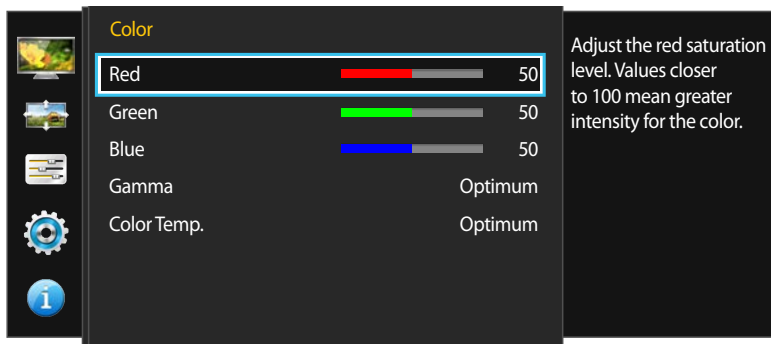 Color
Red 50
Green 50
Blue 50
Gamma Optimum
Color Temp. Optimum
Adjust the red saturation
level. Values closer
to 100 mean greater
intensity for the color.